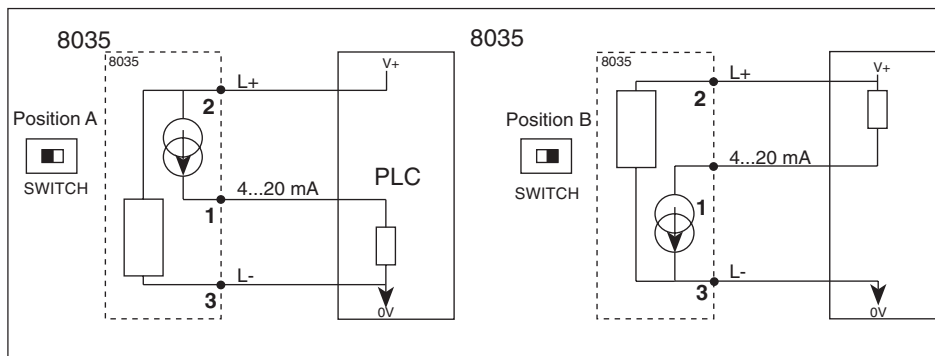 8035
8035
V+
L+
2
Position A
SWITCH
4...20 mA
1
PLC
L-
3
0V
8035
8035
V+
L+
2
Position B
SWITCH
4...20 mA
1
L-
3
0V